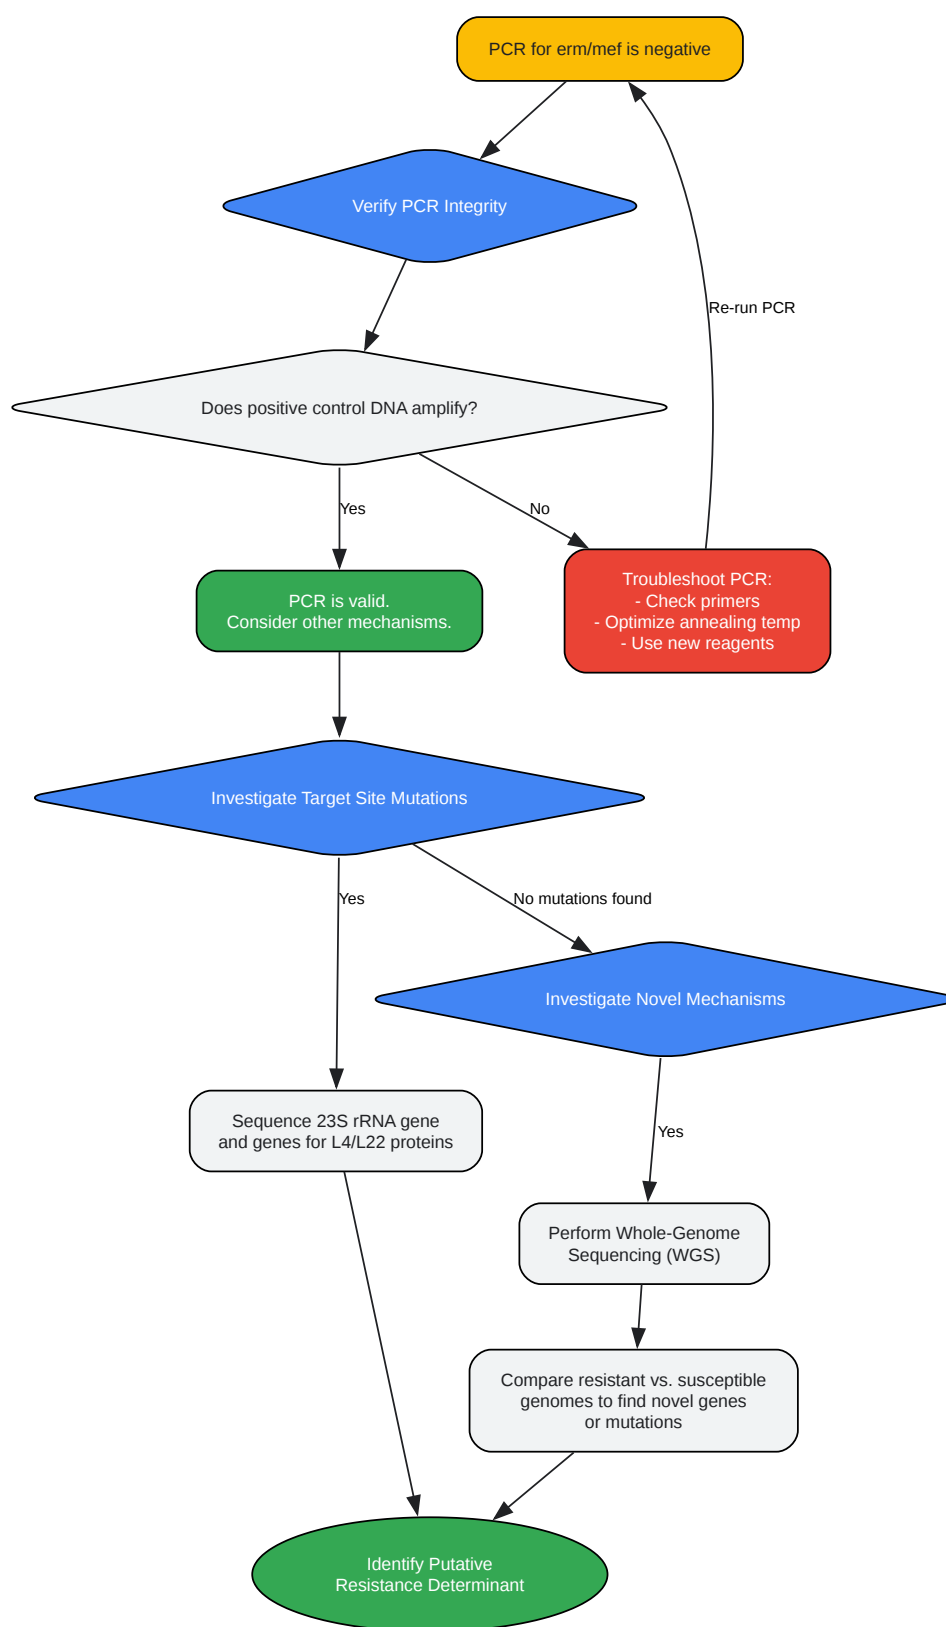 PCR for erm/mef is negative
Verify PCR Integrity
Re-run PCR
Does positive control DNA amplify?
Yes
No
PCR is valid.
Consider other mechanisms.
Troubleshoot PCR:
- Check primers
- Optimize annealing temp
- Use new reagents
Investigate Target Site Mutations
Yes
No mutations found
Investigate Novel Mechanisms
Sequence 23S rRNA gene
and genes for L4/L22 proteins
Yes
Perform Whole-Genome
Sequencing (WGS)
Compare resistant vs. susceptible
genomes to find novel genes
or mutations
Identify Putative
Resistance Determinant